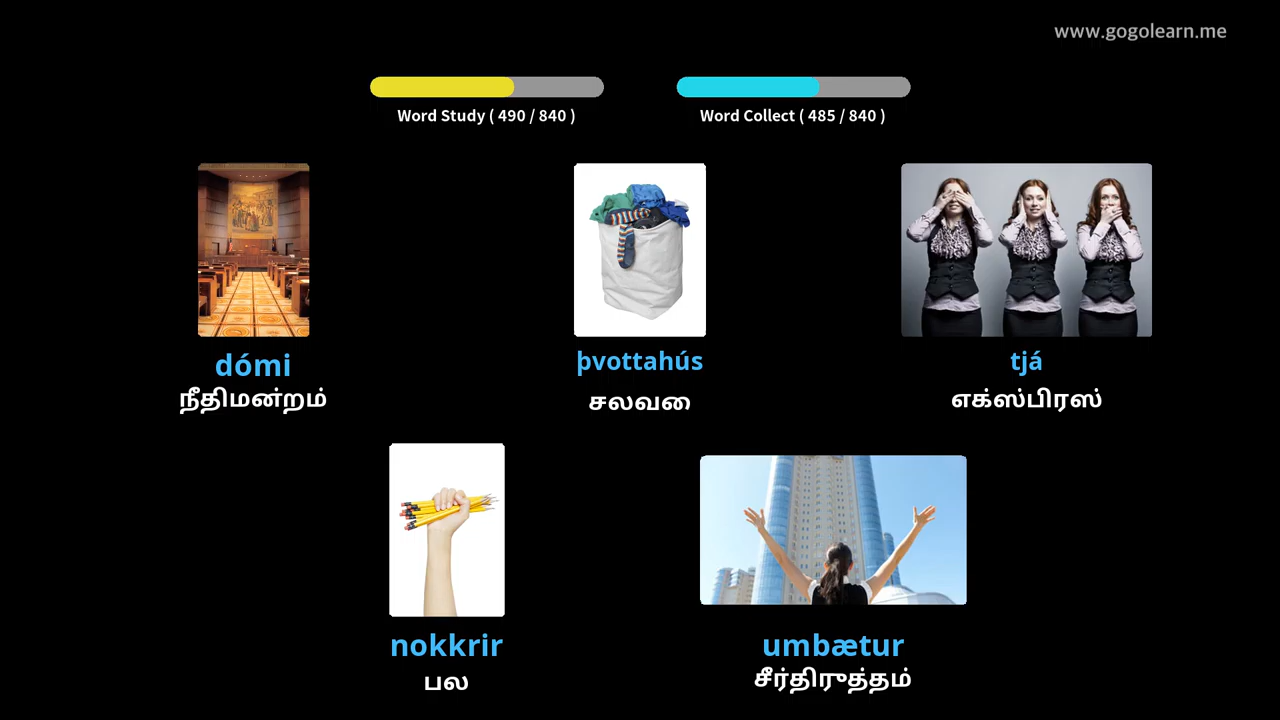 www.gogolearn.me
Word Study ( 490 / 840 )
Word Collect ( 485 / 840 )
dómi
நீதிமன்றம்
þvottahús
சலவை
tjá
எக்ஸ்பிரஸ்
nokkrir
பல
umbætur
சீர்திருத்தம்